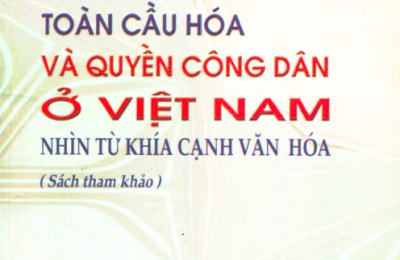 TOÀN CẦU HÓA
VÀ QUYỀN CÔNG DÂN
Ở VIỆT NAM
NHÌN TỪ KHÍA CẠNH VĂN HÓA
( Sách tham khảo )